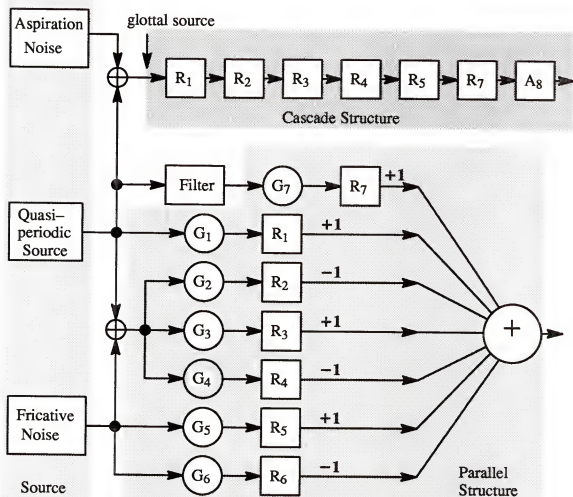 Aspiration
Noise
glottal source
R1 R2 R3 R4 R5 R7 A8
Cascade Structure
Filter G7 R7 +1
Quasi-
periodic
Source
G1 R1 +1
G2 R2 −1
G3 R3 +1
+
G4 R4 −1
Fricative
Noise
G5 R5 +1
G6 R6 −1
Source
Parallel
Structure